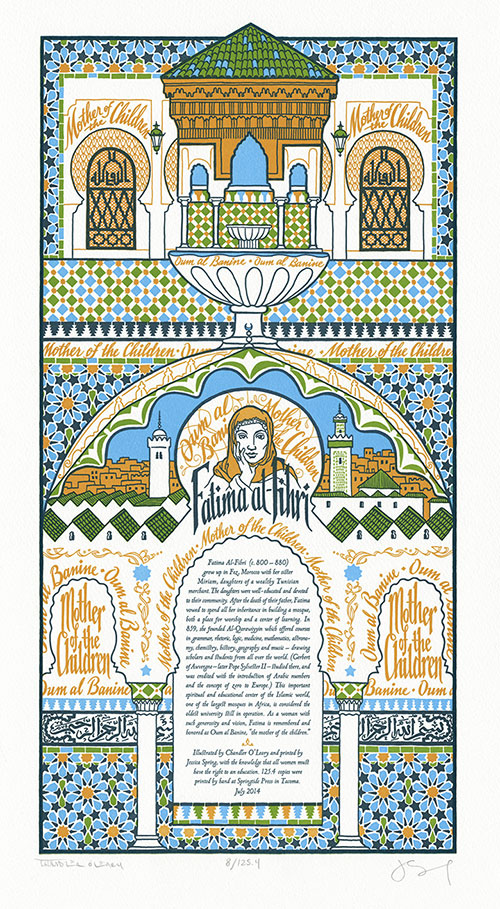 Mother of the Children
Mother of the Children
Oum al Banine · Oum al Banine
Mother of the Children · Oum al Banine · Mother of the Children
Oum al Banine
Mother of the Children
Fatima al-Fihri
Mother of the Children · Mother of the Children · Mother of the Children
al Banine · Oum al Banine
Mother of the Children
Oum al Banine
Oum al Banine · Oum al
Mother of the Children
Oum al Banine
Fatima Al-Fihri (c. 800 – 880)
grew up in Fez, Morocco with her sister
Miriam, daughters of a wealthy Tunisian
merchant. The daughters were well-educated and devoted
to their community. After the death of their father, Fatima
vowed to spend all her inheritance in building a mosque,
both a place for worship and a center of learning. In
859, she founded Al-Qarawiyyin which offered courses
in grammar, rhetoric, logic, medicine, mathematics, astrono-
my, chemistry, history, geography and music — drawing
scholars and students from all over the world. (Gerbert
of Auvergne – later Pope Sylvester II – studied there, and
was credited with the introduction of Arabic numbers
and the concept of zero to Europe.) This important
spiritual and educational center of the Islamic world,
one of the largest mosques in Africa, is considered the
oldest university still in operation. As a woman with
such generosity and vision, Fatima is remembered and
honored as Oum al Banine, "the mother of the children."
Illustrated by Chandler O'Leary and printed by
Jessica Spring, with the knowledge that all women must
have the right to an education. 125.4 copies were
printed by hand at Springtide Press in Tacoma.
July 2014
8/125.4